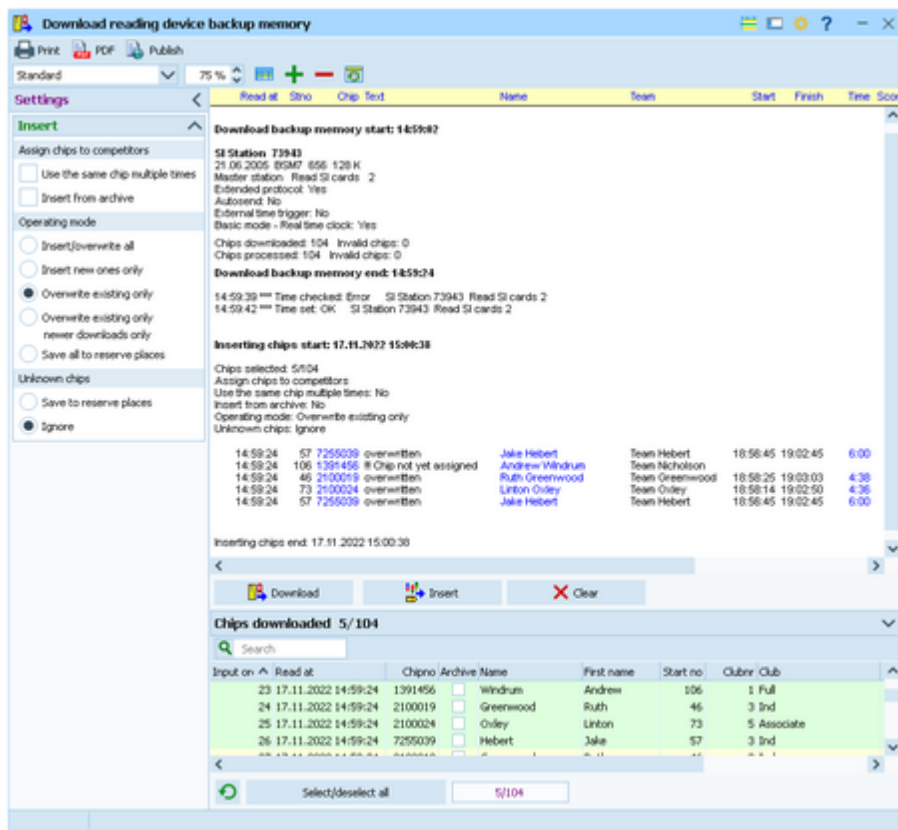 Download reading device backup memory
Print PDF Publish
Standard 75 %
Settings
Insert
Assign chips to competitors
Use the same chip multiple times
Insert from archive
Operating mode
Insert/overwrite all
Insert new ones only
Overwrite existing only
Overwrite existing only
newer downloads only
Save all to reserve places
Unknown chips
Save to reserve places
Ignore
Read at Stno Chip Text Name Team Start Finish Time Scor
Download backup memory start: 14:59:02
SI Station 73943
21.06.2005 BSM7 656 128 K
Master station Read SI cards 2
Extended protocol: Yes
Autosend: No
External time trigger: No
Basic mode - Real time clock: Yes
Chips downloaded: 104 Invalid chips: 0
Chips processed: 104 Invalid chips: 0
Download backup memory end: 14:59:24
14:59:39 *** Time checked: Error SI Station 73943 Read SI cards 2
14:59:42 *** Time set: OK SI Station 73943 Read SI cards 2
Inserting chips start: 17.11.2022 15:00:38
Chips selected: 5/104
Assign chips to competitors
Use the same chip multiple times: No
Insert from archive: No
Operating mode: Overwrite existing only
Unknown chips: Ignore
14:59:24 57 7255039 overwritten Jake Hebert Team Hebert 18:56:45 19:02:45 6:00
14:59:24 106 1391456 !!! Chip not yet assigned Andrew Windrum Team Nicholson
14:59:24 46 2100019 overwritten Ruth Greenwood Team Greenwood 18:58:25 19:03:03 4:38
14:59:24 73 2100024 overwritten Linton Oxley Team Oxley 18:58:14 19:02:50 4:36
14:59:24 57 7255039 overwritten Jake Hebert Team Hebert 18:56:45 19:02:45 6:00
Inserting chips end: 17.11.2022 15:00:38
Download Insert Clear
Chips downloaded 5/104
Search
Input on Read at Chipno Archive Name First name Start no Clubnr Club
23 17.11.2022 14:59:24 1391456 Windrum Andrew 106 1 Full
24 17.11.2022 14:59:24 2100019 Greenwood Ruth 46 3 Ind
25 17.11.2022 14:59:24 2100024 Oxley Linton 73 5 Associate
26 17.11.2022 14:59:24 7255039 Hebert Jake 57 3 Ind
Select/deselect all 5/104